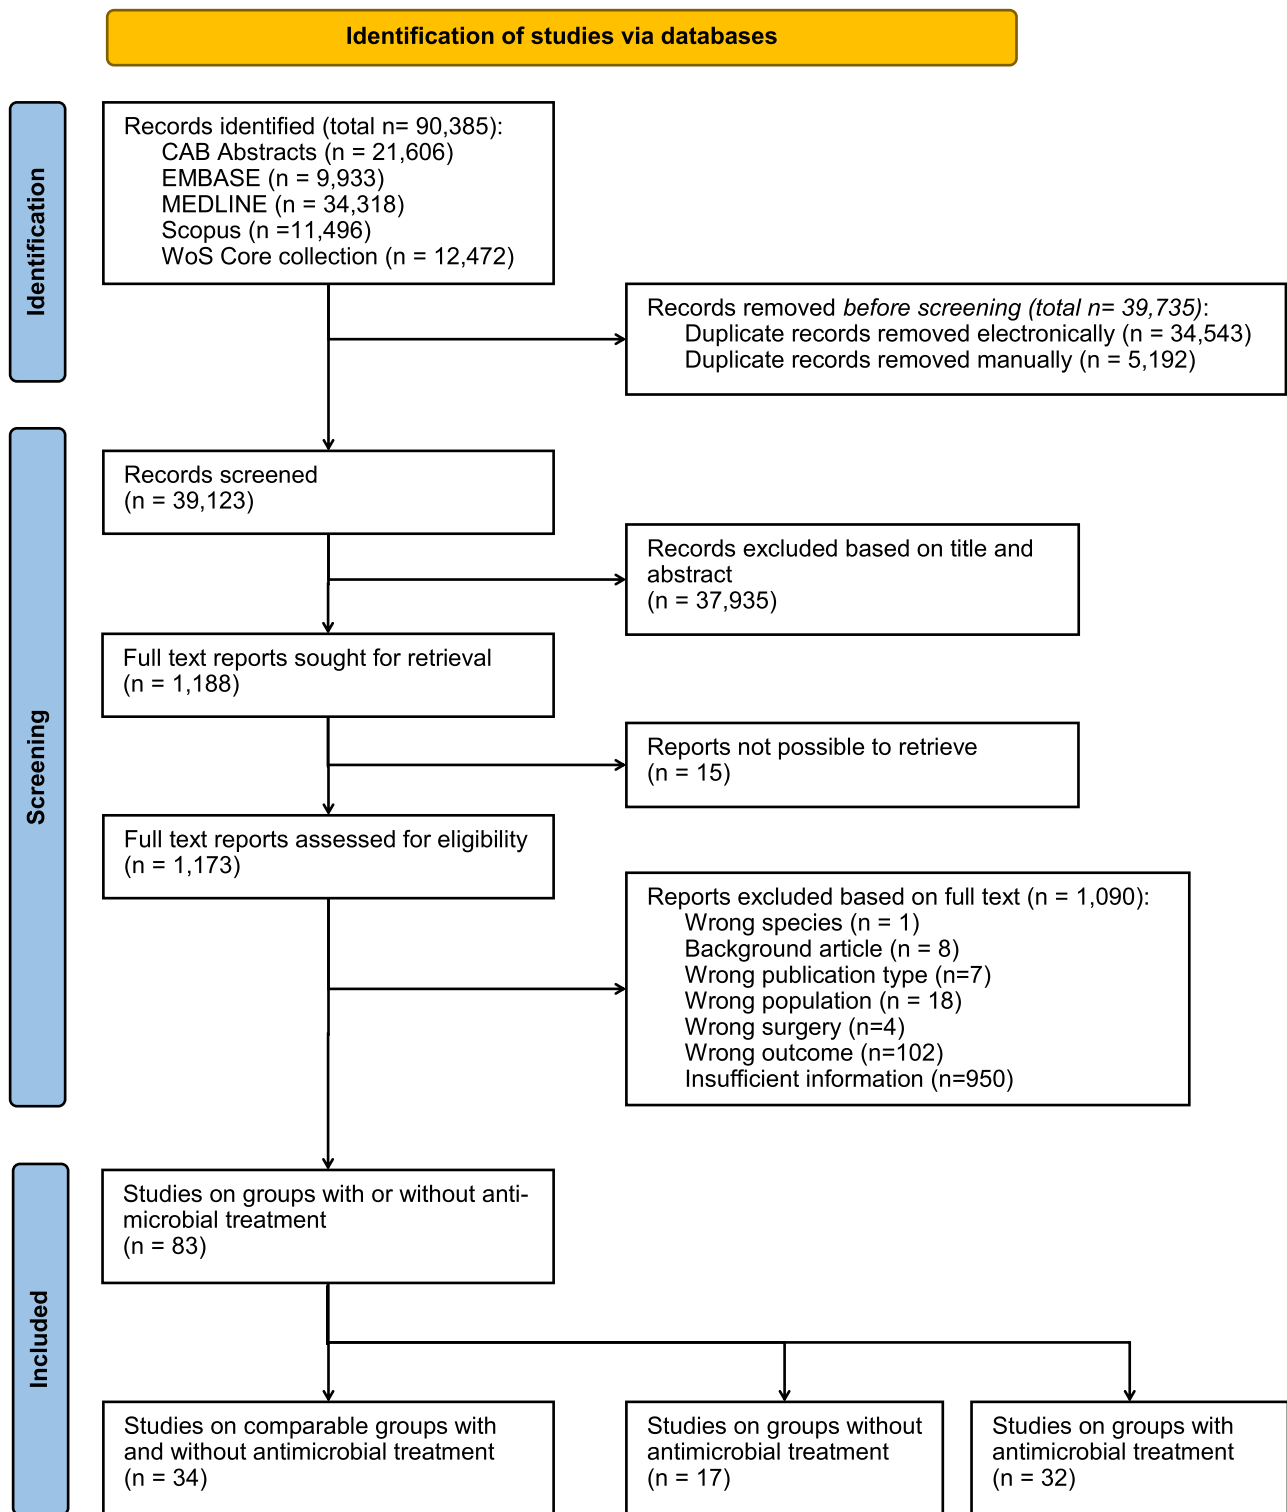 Identification of studies via databases
Identification
Records identified (total n= 90,385):
CAB Abstracts (n = 21,606)
EMBASE (n = 9,933)
MEDLINE (n = 34,318)
Scopus (n =11,496)
WoS Core collection (n = 12,472)
Records removed before screening (total n= 39,735):
Duplicate records removed electronically (n = 34,543)
Duplicate records removed manually (n = 5,192)
Screening
Records screened
(n = 39,123)
Records excluded based on title and
abstract
(n = 37,935)
Full text reports sought for retrieval
(n = 1,188)
Reports not possible to retrieve
(n = 15)
Full text reports assessed for eligibility
(n = 1,173)
Reports excluded based on full text (n = 1,090):
Wrong species (n = 1)
Background article (n = 8)
Wrong publication type (n=7)
Wrong population (n = 18)
Wrong surgery (n=4)
Wrong outcome (n=102)
Insufficient information (n=950)
Included
Studies on groups with or without anti-
microbial treatment
(n = 83)
Studies on comparable groups with
and without antimicrobial treatment
(n = 34)
Studies on groups without
antimicrobial treatment
(n = 17)
Studies on groups with
antimicrobial treatment
(n = 32)